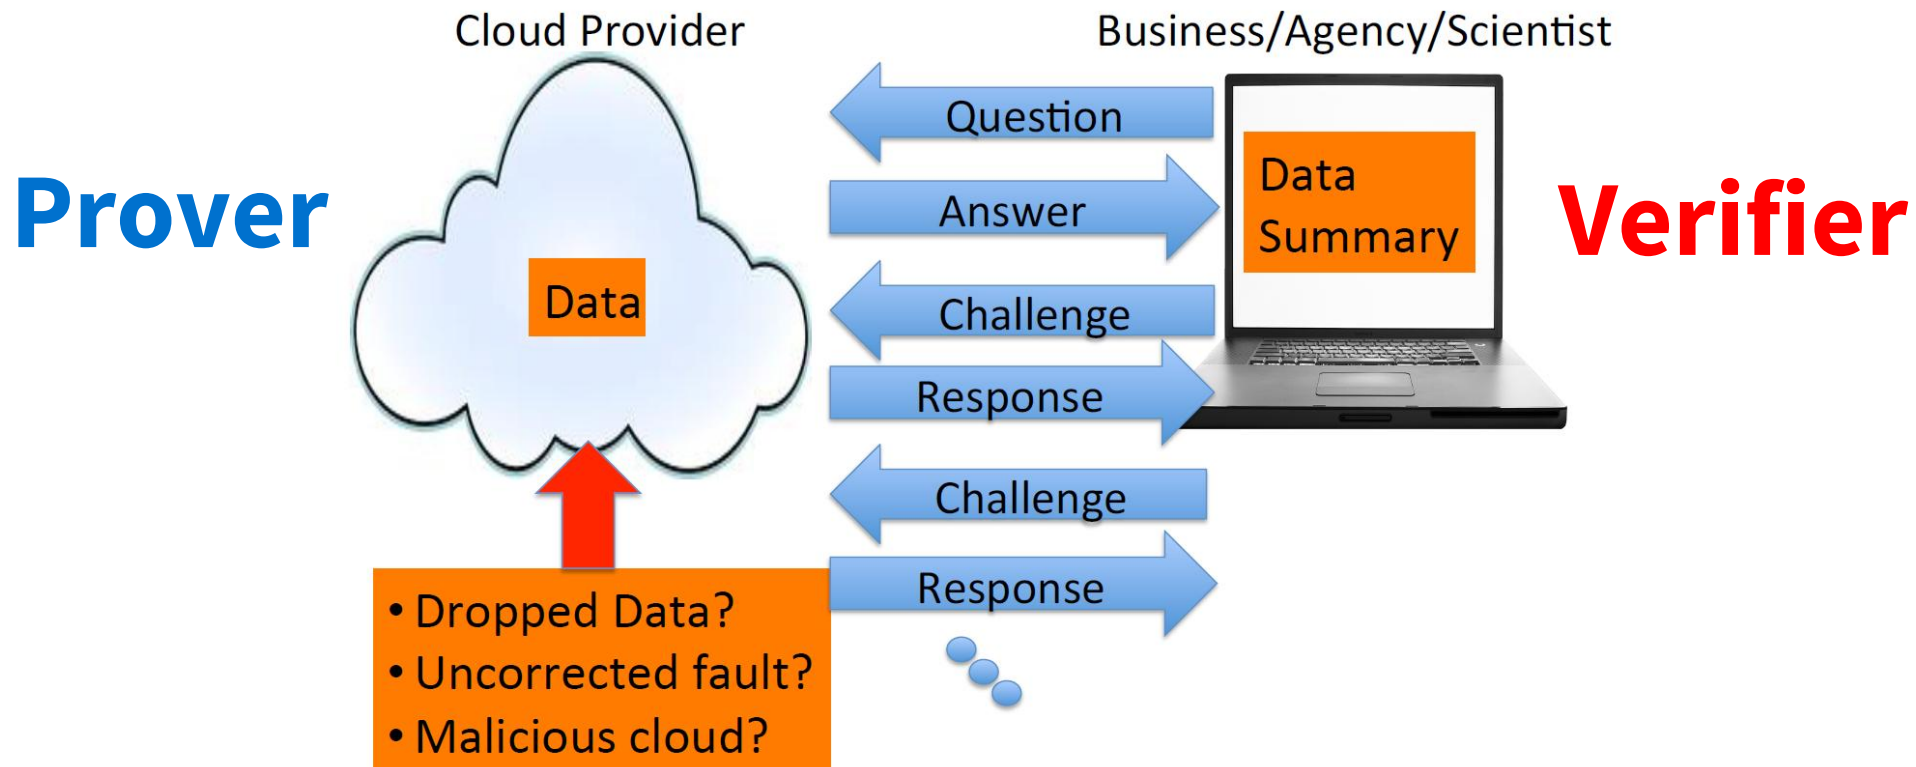 Cloud Provider
Business/Agency/Scientist
Prover
Data
Question
Answer
Challenge
Response
Challenge
Response
Data
Summary
Verifier
• Dropped Data?
• Uncorrected fault?
• Malicious cloud?